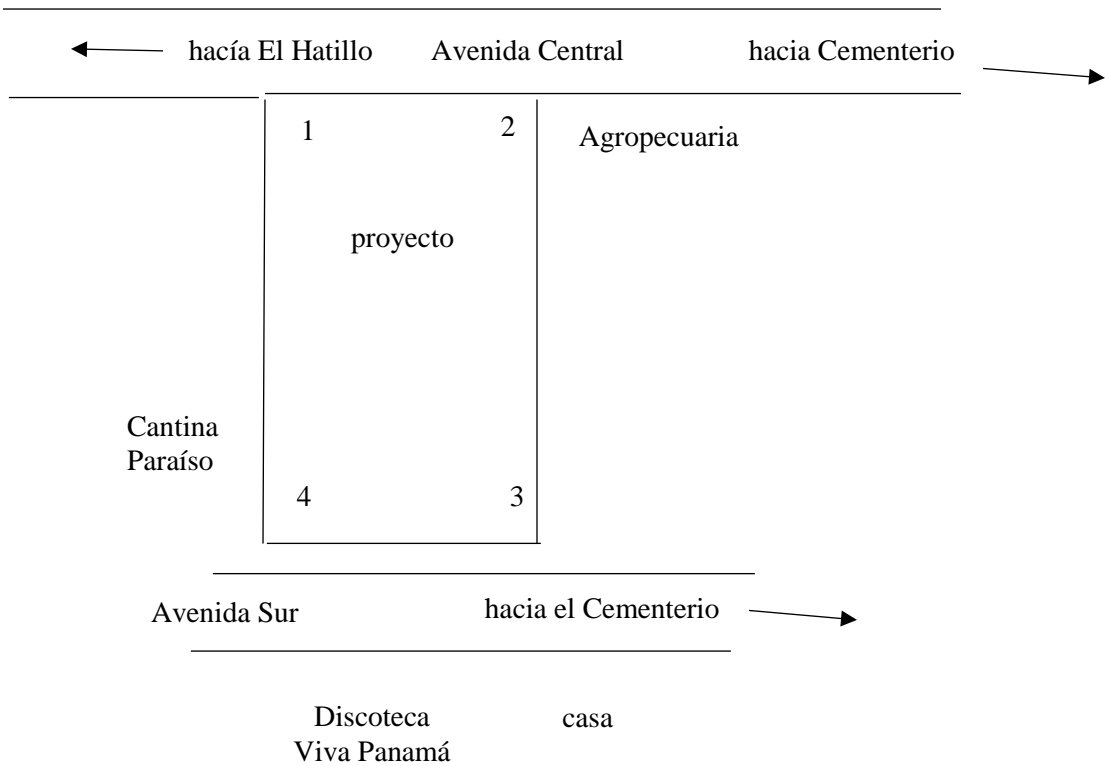 hacía El Hatillo Avenida Central hacia Cementerio
1 2 Agropecuaria
proyecto
Cantina
Paraíso
4 3
Avenida Sur hacia el Cementerio
Discoteca casa
Viva Panamá